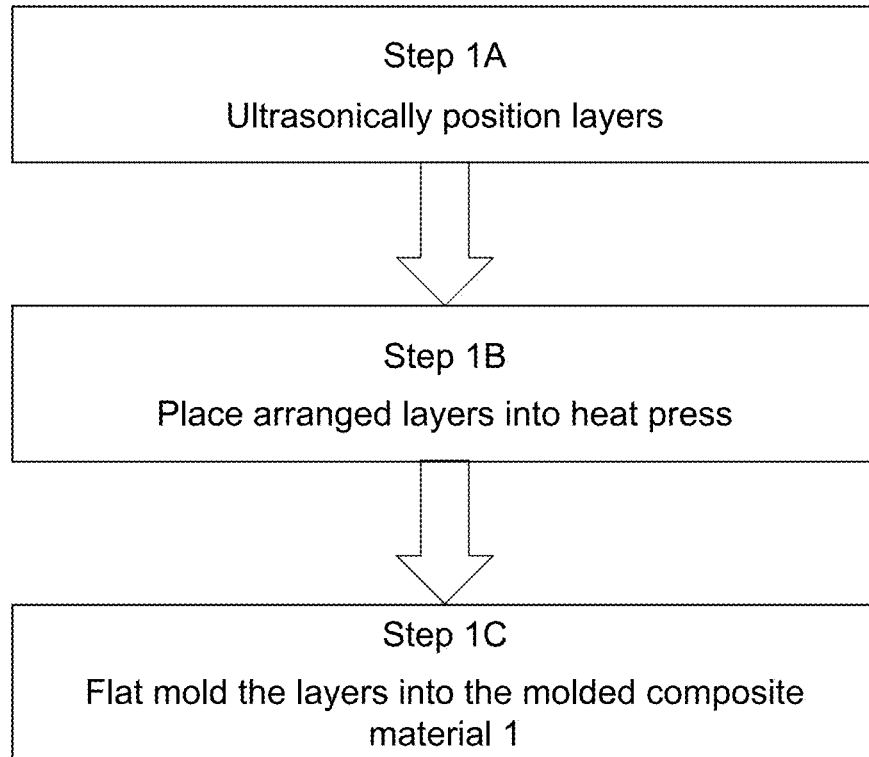 Step 1A
Ultrasonically position layers
Step 1B
Place arranged layers into heat press
Step 1C
Flat mold the layers into the molded composite
material 1